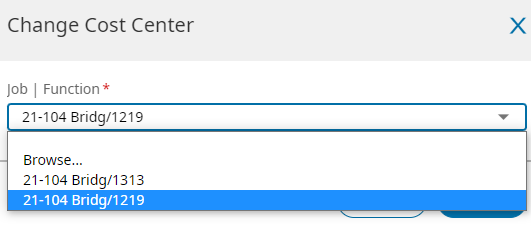 Change Cost Center
X
Job | Function *
21-104 Bridg/1219
Browse...
21-104 Bridg/1313
21-104 Bridg/1219